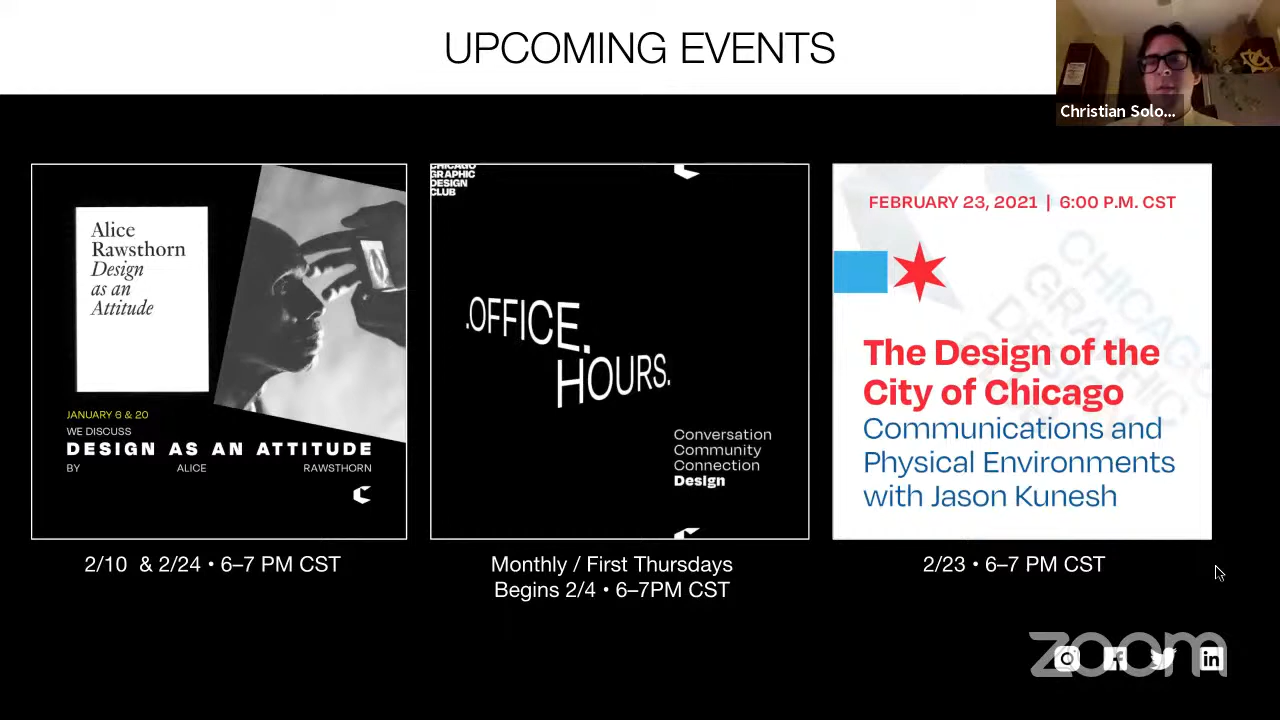 UPCOMING EVENTS
Christian Solo...
Alice
Rawsthorn
Design
as an
Attitude
JANUARY 6 & 20
WE DISCUSS
DESIGN AS AN ATTITUDE
BY ALICE RAWSTHORN
2/10 & 2/24 • 6–7 PM CST
CHICAGO
GRAPHIC
DESIGN
CLUB
.OFFICE.
HOURS.
Conversation
Community
Connection
Design
Monthly / First Thursdays
Begins 2/4 • 6–7PM CST
FEBRUARY 23, 2021 | 6:00 P.M. CST
CHICAGO
GRAPHIC
DESIGN
The Design of the
City of Chicago
Communications and
Physical Environments
with Jason Kunesh
2/23 • 6–7 PM CST
zoom
in